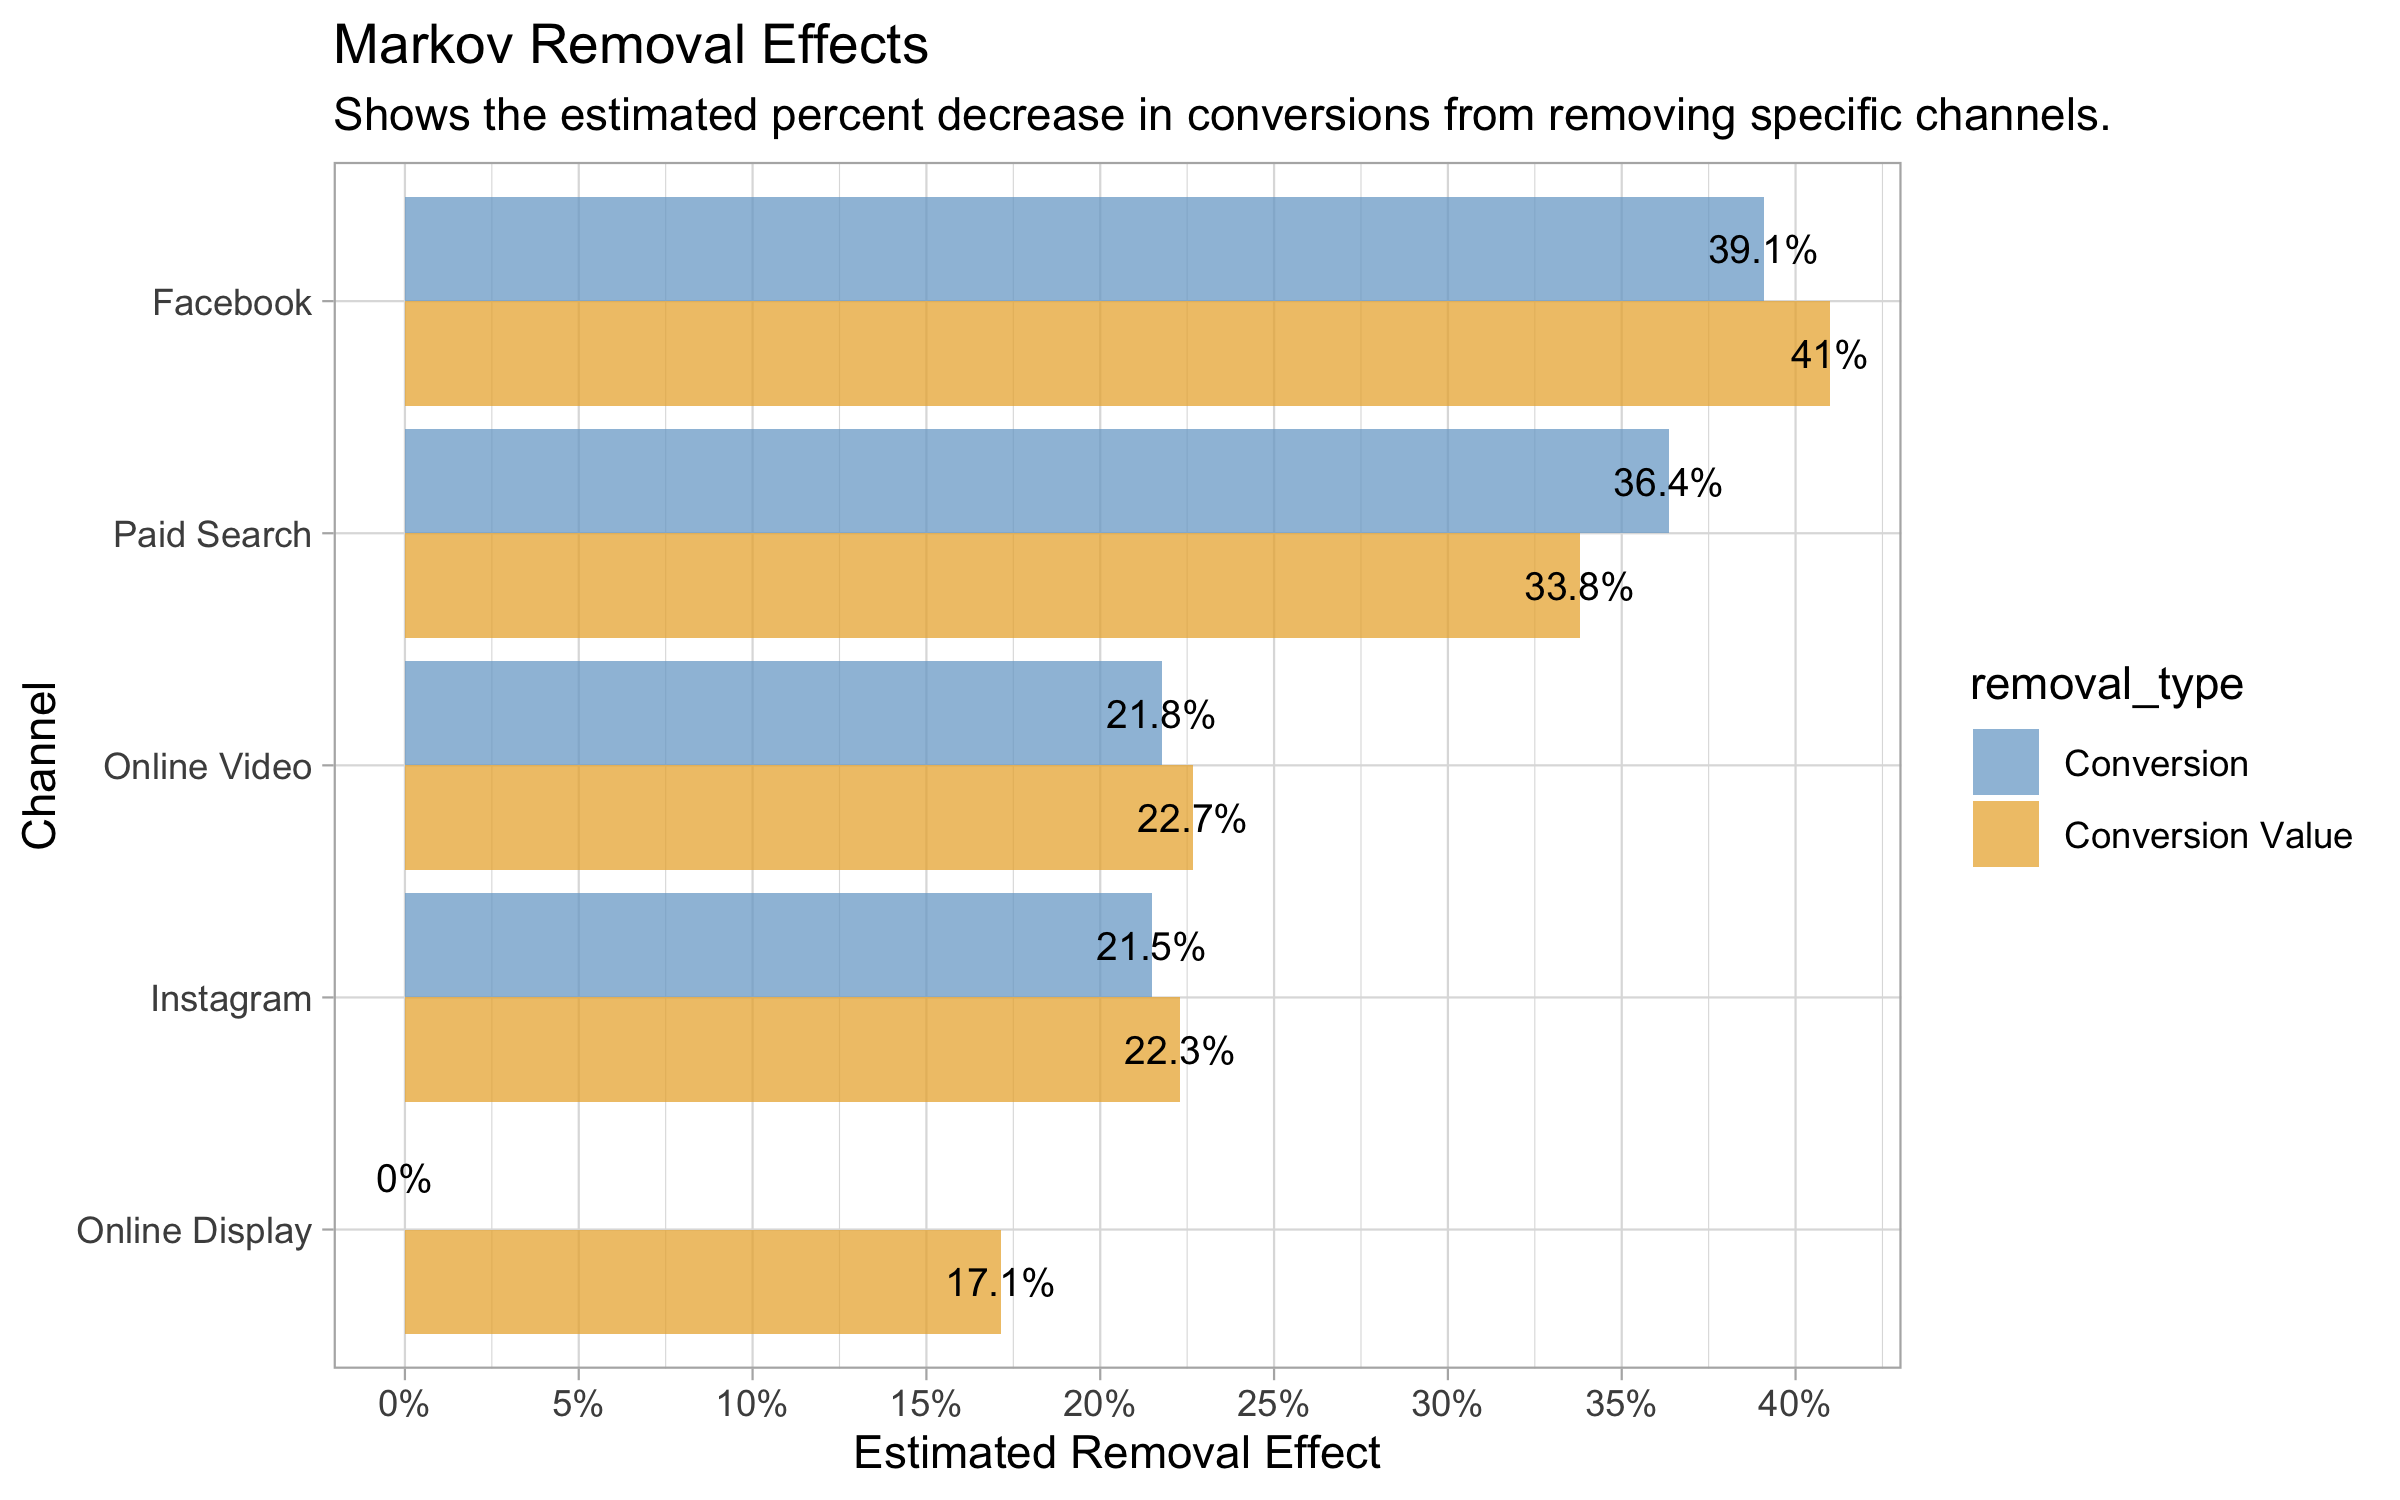 Markov Removal Effects
Shows the estimated percent decrease in conversions from removing specific channels.
Channel
Facebook
39.1%
41%
Paid Search
36.4%
33.8%
Online Video
21.8%
22.7%
Instagram
21.5%
22.3%
Online Display
0%
17.1%
0% 5% 10% 15% 20% 25% 30% 35% 40%
Estimated Removal Effect
removal_type
Conversion
Conversion Value